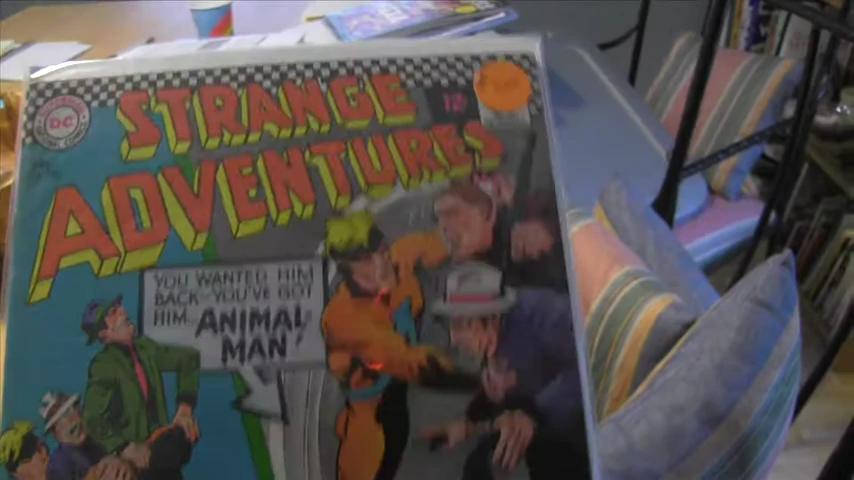 STRANGE
12¢
DC
ADVENTURES
YOU WANTED HIM
BACK--YOU'VE GOT
HIM, ANIMAL
MAN!